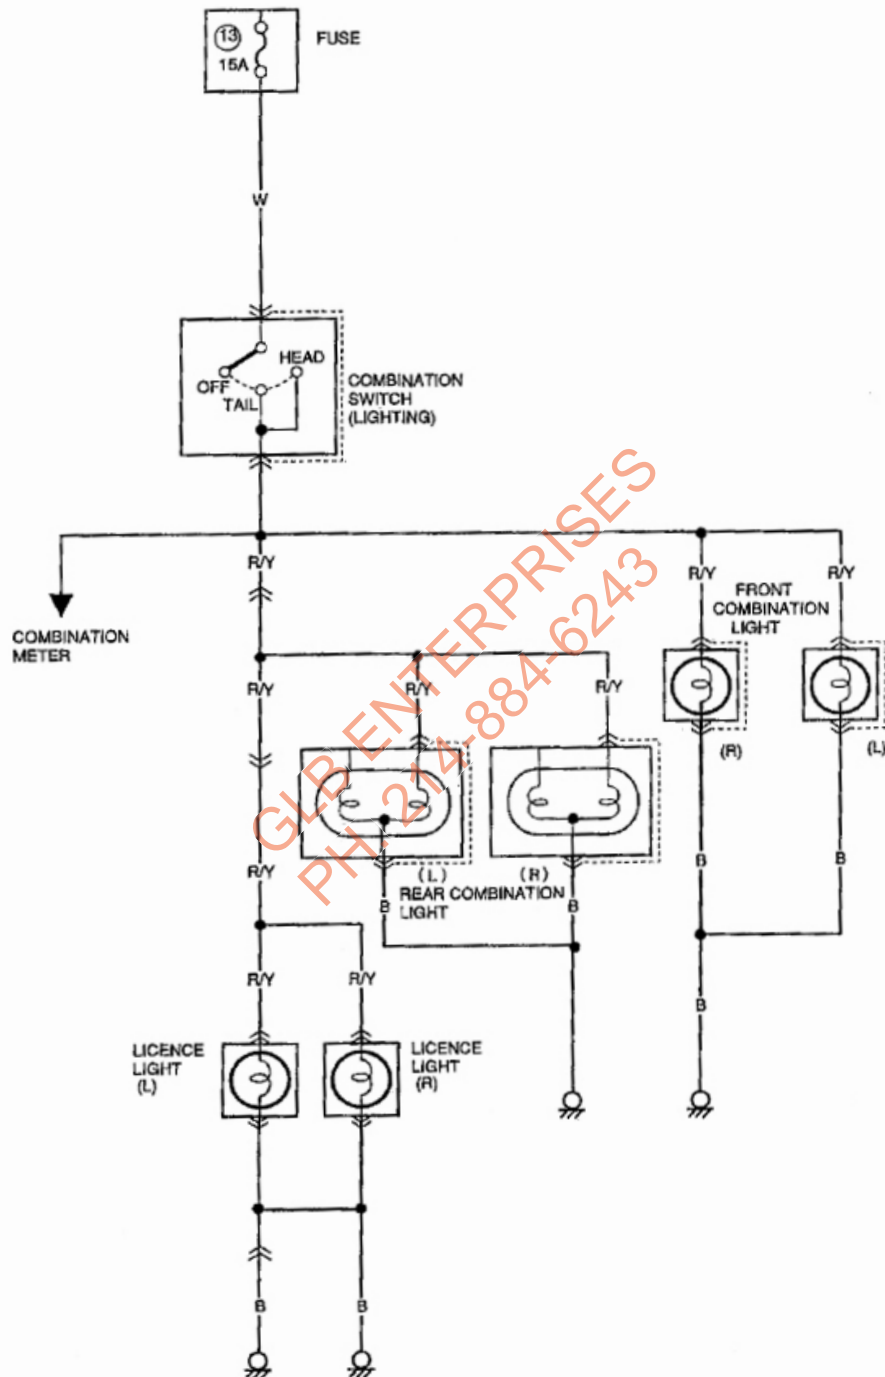 13
15A
FUSE
W
HEAD
OFF
TAIL
COMBINATION
SWITCH
(LIGHTING)
R/Y
R/Y
R/Y
FRONT
COMBINATION
LIGHT
COMBINATION
METER
R/Y
R/Y
R/Y
(R)
(L)
GLB ENTERPRISES
PH. 214-884-6243
R/Y
(L)
(R)
REAR COMBINATION
LIGHT
B
B
B
B
R/Y
R/Y
B
LICENCE
LIGHT
(L)
LICENCE
LIGHT
(R)
B
B